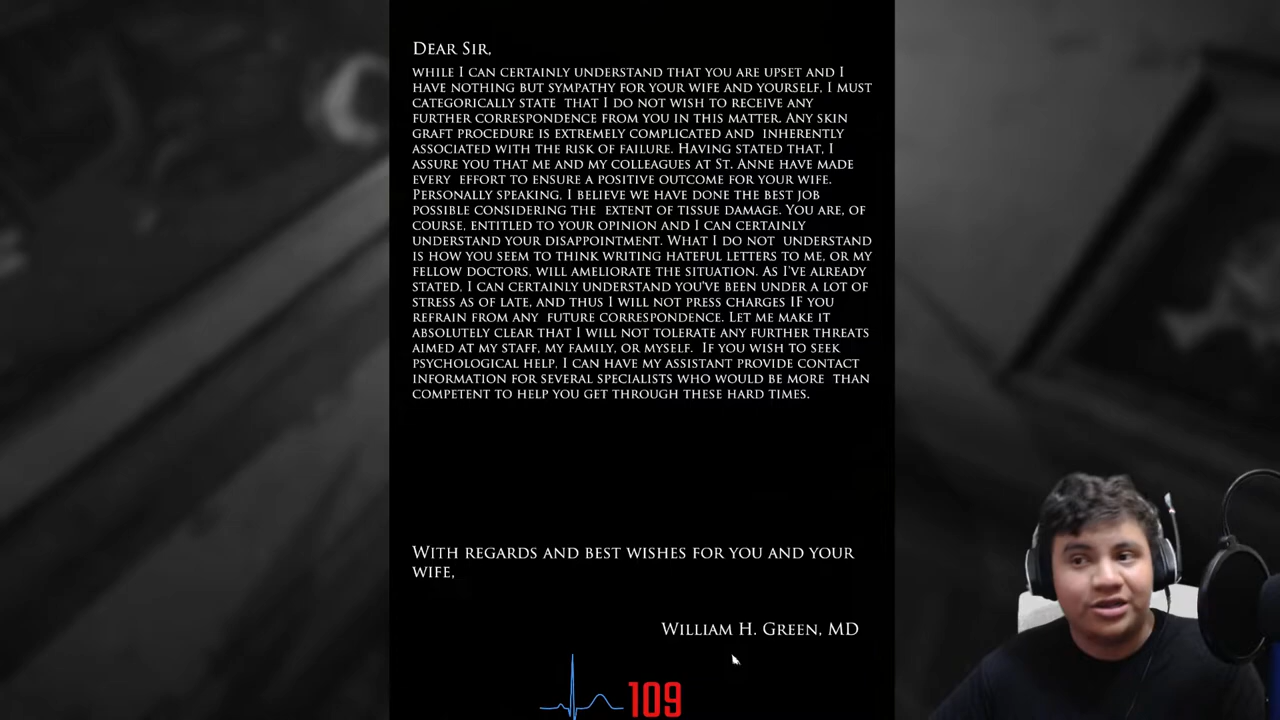 Dear Sir,
while I can certainly understand that you are upset and I
have nothing but sympathy for your wife and yourself, I must
categorically state that I do not wish to receive any
further correspondence from you in this matter. Any skin
graft procedure is extremely complicated and inherently
associated with the risk of failure. Having stated that, I
assure you that me and my colleagues at St. Anne have made
every effort to ensure a positive outcome for your wife.
Personally speaking, I believe we have done the best job
possible considering the extent of tissue damage. You are, of
course, entitled to your opinion and I can certainly
understand your disappointment. What I do not understand
is how you seem to think writing hateful letters to me, or my
fellow doctors, will ameliorate the situation. As I've already
stated, I can certainly understand you've been under a lot of
stress as of late, and thus I will not press charges IF you
refrain from any future correspondence. Let me make it
absolutely clear that I will not tolerate any further threats
aimed at my staff, my family, or myself. If you wish to seek
psychological help, I can have my assistant provide contact
information for several specialists who would be more than
competent to help you get through these hard times.
With regards and best wishes for you and your
wife,
William H. Green, MD
109